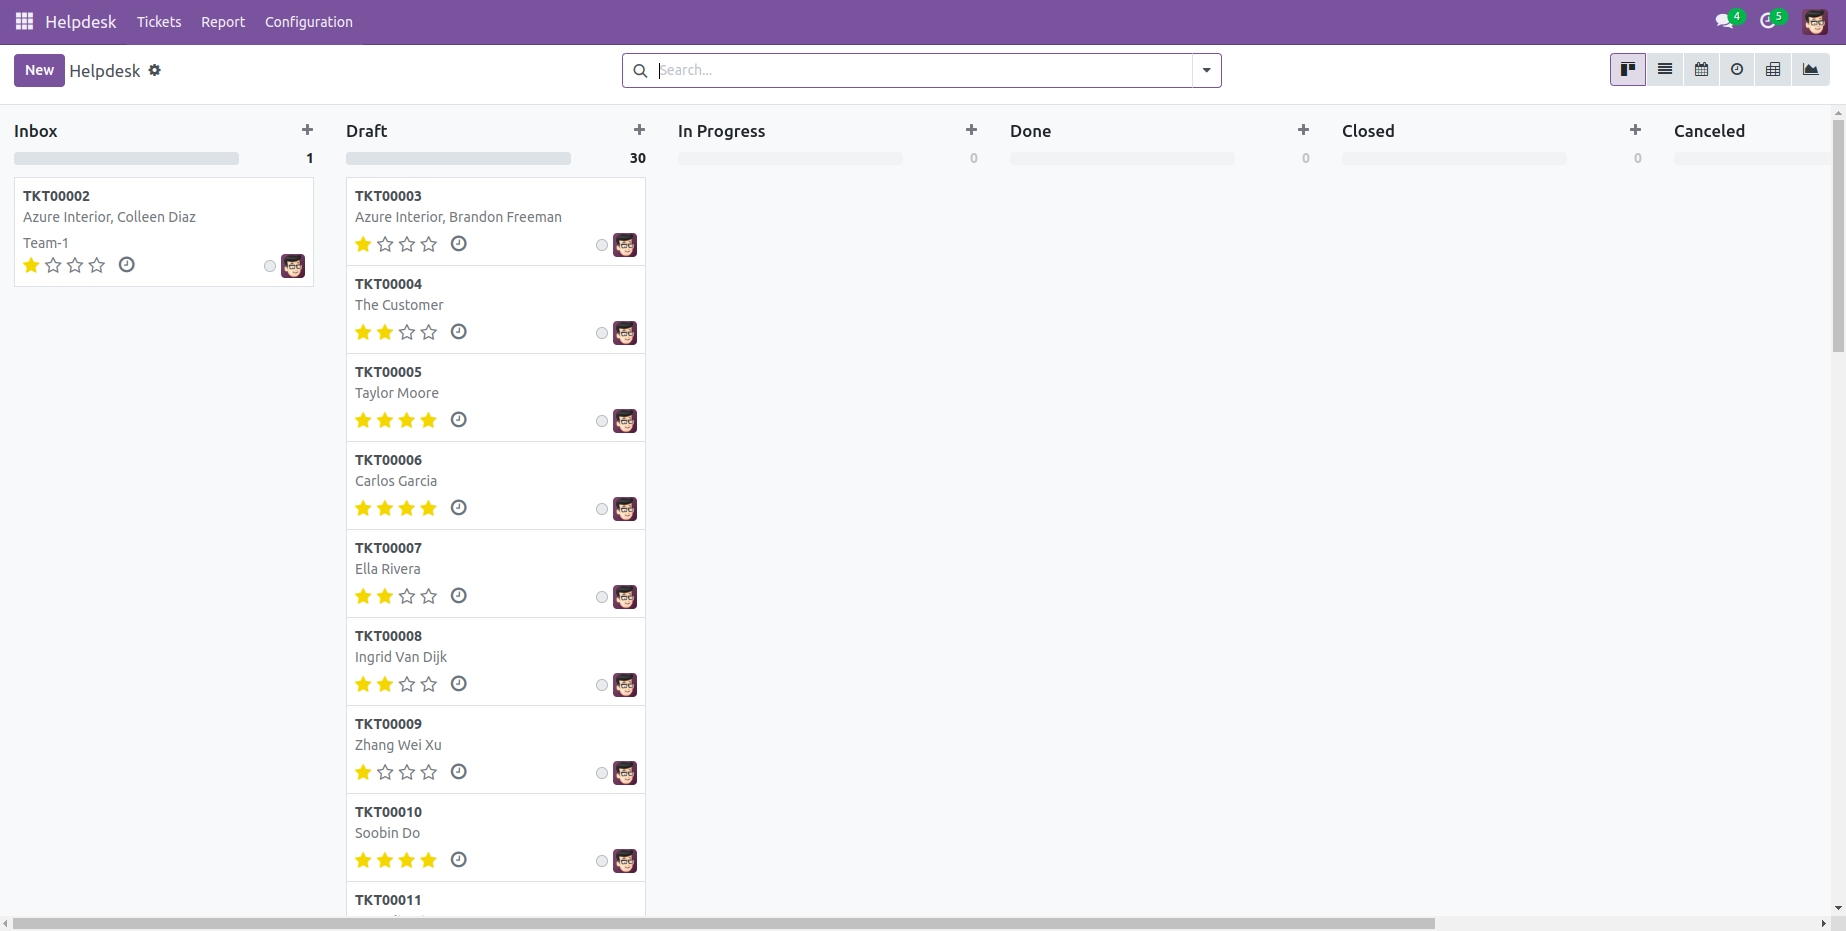 Helpdesk Tickets Report Configuration 4 5
New Helpdesk Search...
Inbox
1
TKT00002
Azure Interior, Colleen Diaz
Team-1
Draft
30
TKT00003
Azure Interior, Brandon Freeman
TKT00004
The Customer
TKT00005
Taylor Moore
TKT00006
Carlos Garcia
TKT00007
Ella Rivera
TKT00008
Ingrid Van Dijk
TKT00009
Zhang Wei Xu
TKT00010
Soobin Do
TKT00011
In Progress
0
Done
0
Closed
0
Canceled